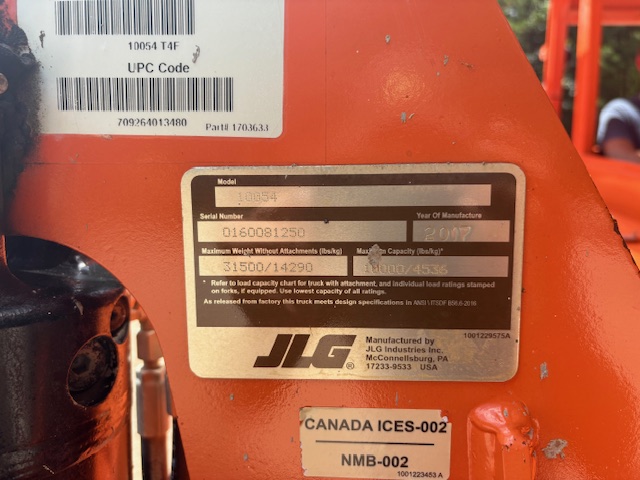 10054 T4F
UPC Code
709264013480 Part# 1703633
Model
10054
Serial Number Year Of Manufacture
0160081250 2017
Maximum Weight Without Attachments (lbs/kg) Maximum Capacity (lbs/kg)*
31500/14290 10000/4536
* Refer to load capacity chart for truck with attachment, and individual load ratings stamped
on forks, if equipped. Use lowest capacity of all ratings.
As released from factory this truck meets design specifications in ANSI \ ITSDF B56.6-2016
JLG®
Manufactured by
JLG Industries Inc.
McConnellsburg, PA
17233-9533 USA
1001229575A
CANADA ICES-002
NMB-002
1001223453 A